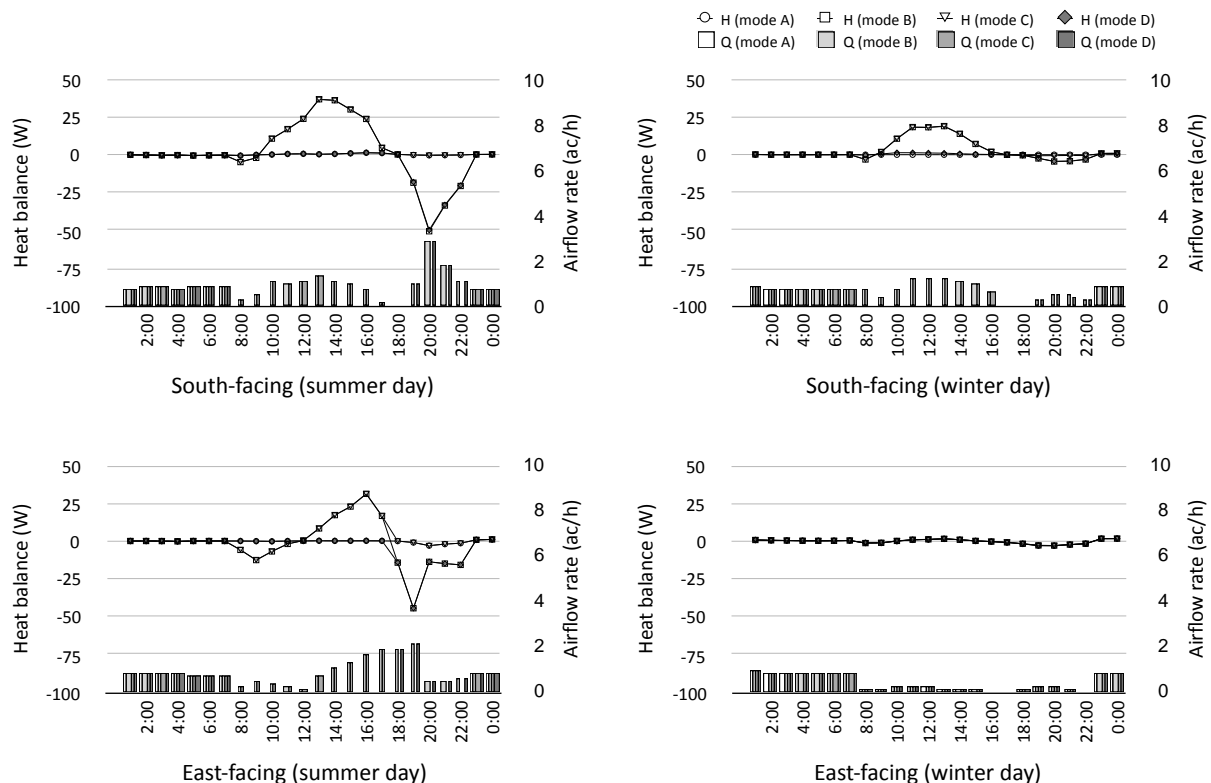 H (mode A) H (mode B) H (mode C) H (mode D)
Q (mode A) Q (mode B) Q (mode C) Q (mode D)
Heat balance (W)
50
25
0
-25
-50
-75
-100
10
8
6
4
2
0
Airflow rate (ac/h)
2:00 4:00 6:00 8:00 10:00 12:00 14:00 16:00 18:00 20:00 22:00 0:00
South-facing (summer day)
Heat balance (W)
50
25
0
-25
-50
-75
-100
10
8
6
4
2
0
Airflow rate (ac/h)
2:00 4:00 6:00 8:00 10:00 12:00 14:00 16:00 18:00 20:00 22:00 0:00
South-facing (winter day)
Heat balance (W)
50
25
0
-25
-50
-75
-100
10
8
6
4
2
0
Airflow rate (ac/h)
2:00 4:00 6:00 8:00 10:00 12:00 14:00 16:00 18:00 20:00 22:00 0:00
East-facing (summer day)
Heat balance (W)
50
25
0
-25
-50
-75
-100
10
8
6
4
2
0
Airflow rate (ac/h)
2:00 4:00 6:00 8:00 10:00 12:00 14:00 16:00 18:00 20:00 22:00 0:00
East-facing (winter day)